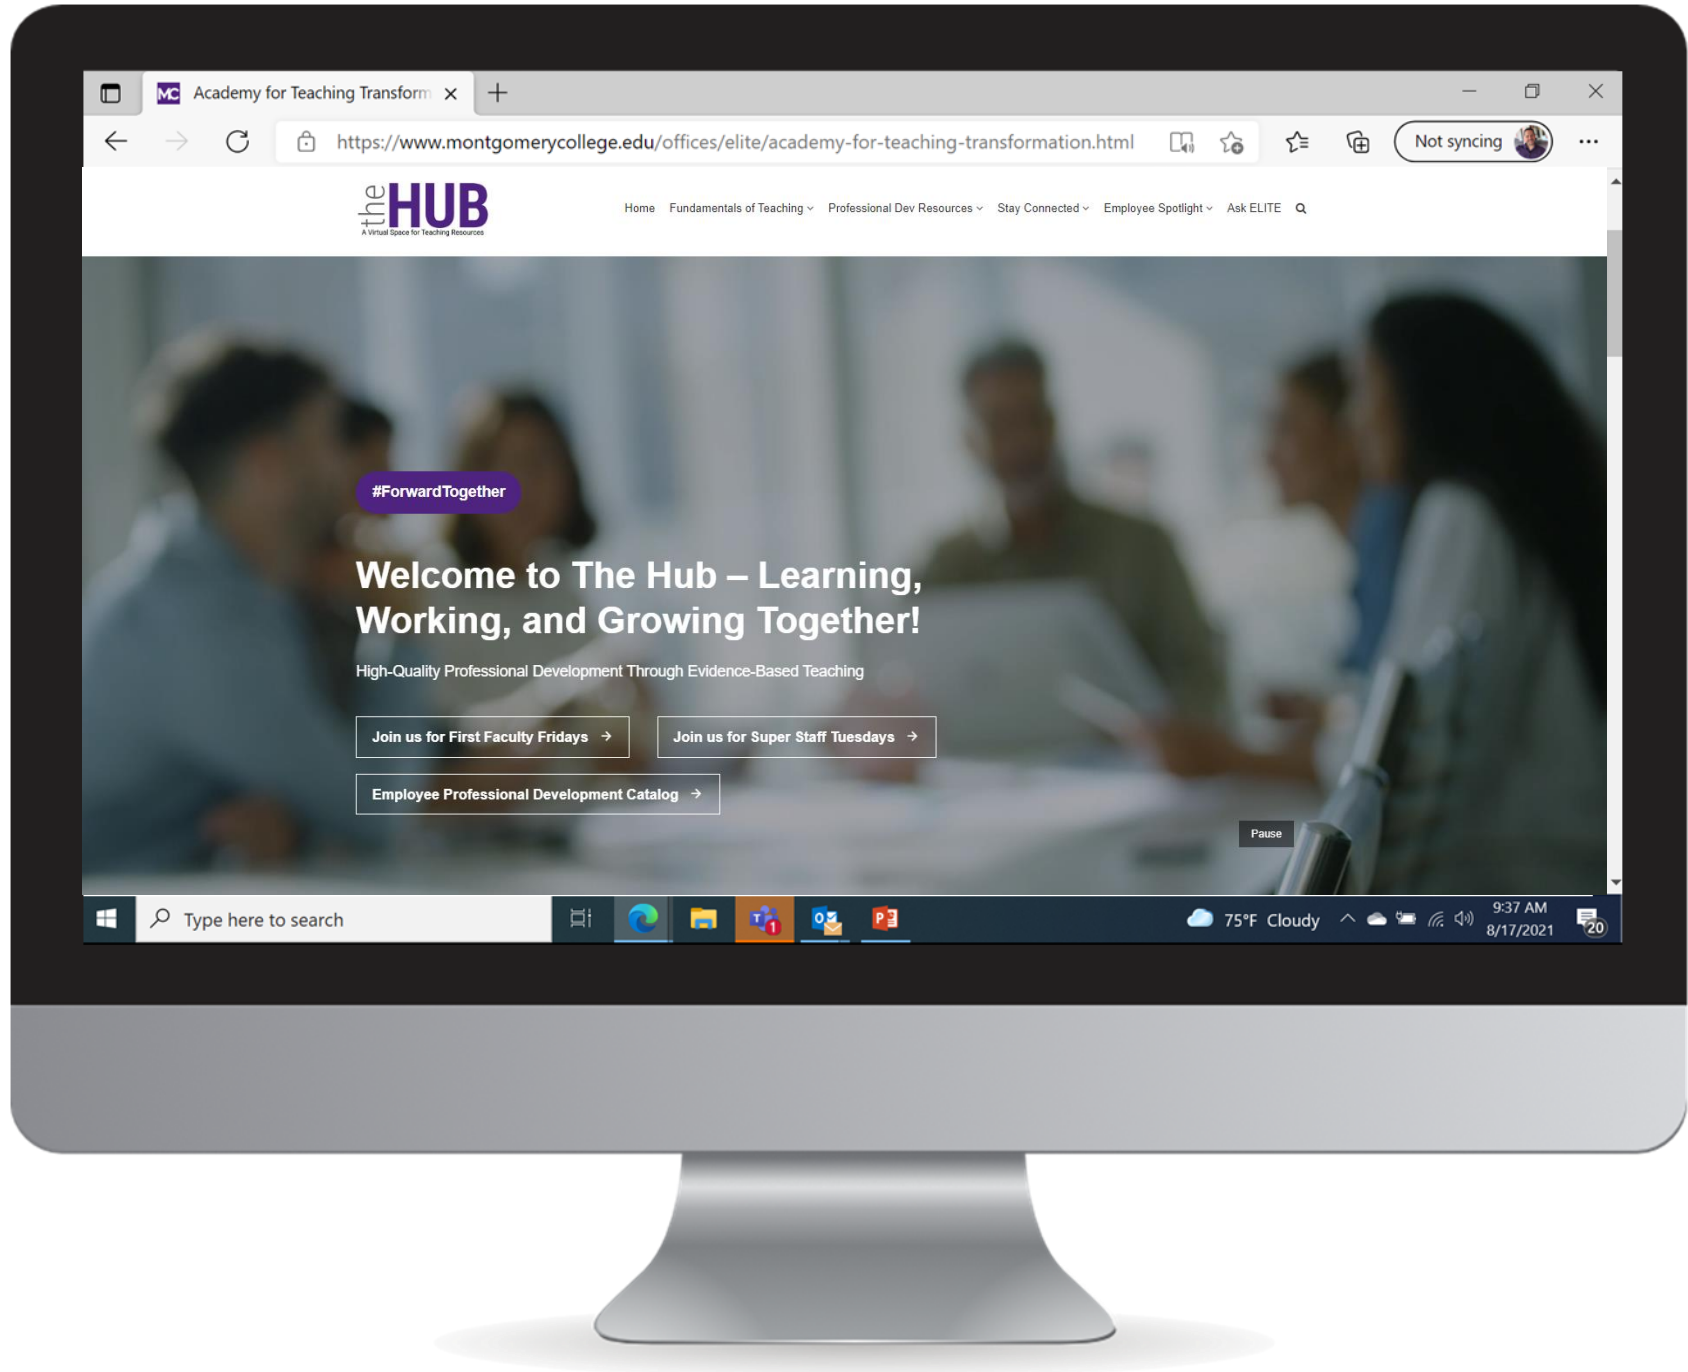 MC Academy for Teaching Transform
https://www.montgomerycollege.edu/offices/elite/academy-for-teaching-transformation.html
Not syncing
the HUB
A Virtual Space for Teaching Resources
Home Fundamentals of Teaching Professional Dev Resources Stay Connected Employee Spotlight Ask ELITE
#ForwardTogether
Welcome to The Hub – Learning,
Working, and Growing Together!
High-Quality Professional Development Through Evidence-Based Teaching
Join us for First Faculty Fridays → Join us for Super Staff Tuesdays →
Employee Professional Development Catalog →
Pause
Type here to search
75°F Cloudy
9:37 AM
8/17/2021
20
1